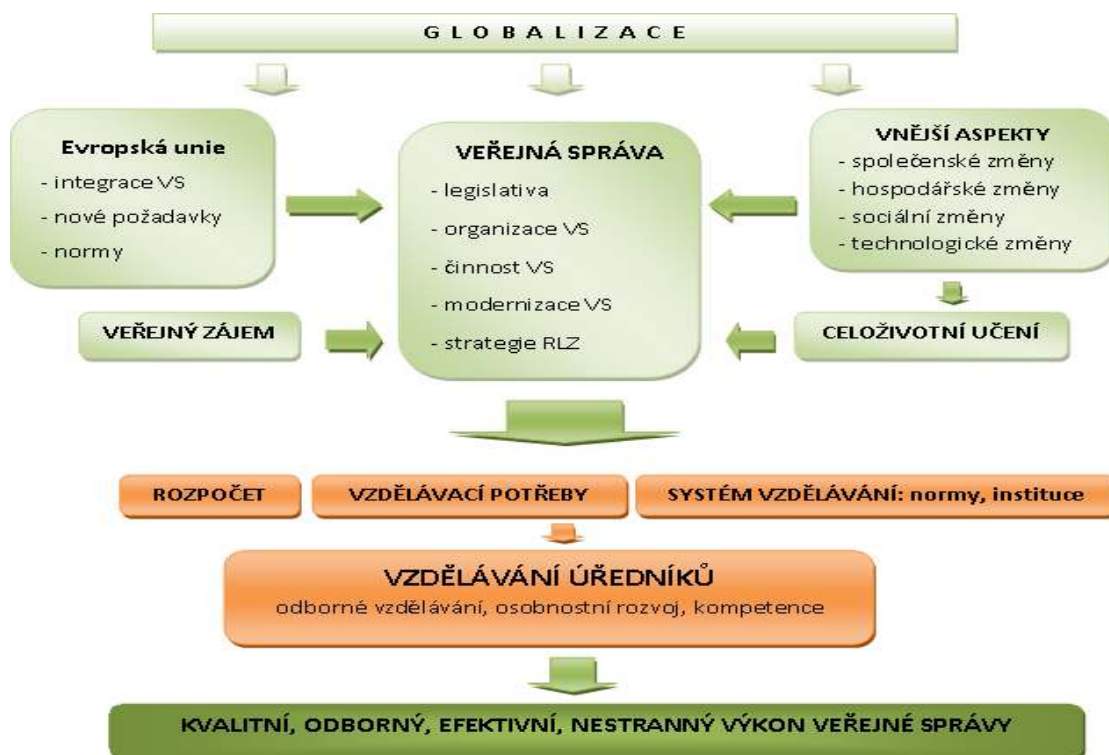 GLOBALIZACE
Evropská unie
- integrace VS
- nové požadavky
- normy
VEŘEJNÁ SPRÁVA
- legislativa
- organizace VS
- činnost VS
- modernizace VS
- strategie RLZ
VNĚJŠÍ ASPEKTY
- společenské změny
- hospodářské změny
- sociální změny
- technologické změny
VEŘEJNÝ ZÁJEM
CELOŽIVOTNÍ UČENÍ
ROZPOČET
VZDĚLÁVACÍ POTŘEBY
SYSTÉM VZDĚLÁVÁNÍ: normy, instituce
VZDĚLÁVÁNÍ ÚŘEDNÍKŮ
odborné vzdělávání, osobnostní rozvoj, kompetence
KVALITNÍ, ODBORNÝ, EFEKTIVNÍ, NESTRANNÝ VÝKON VEŘEJNÉ SPRÁVY